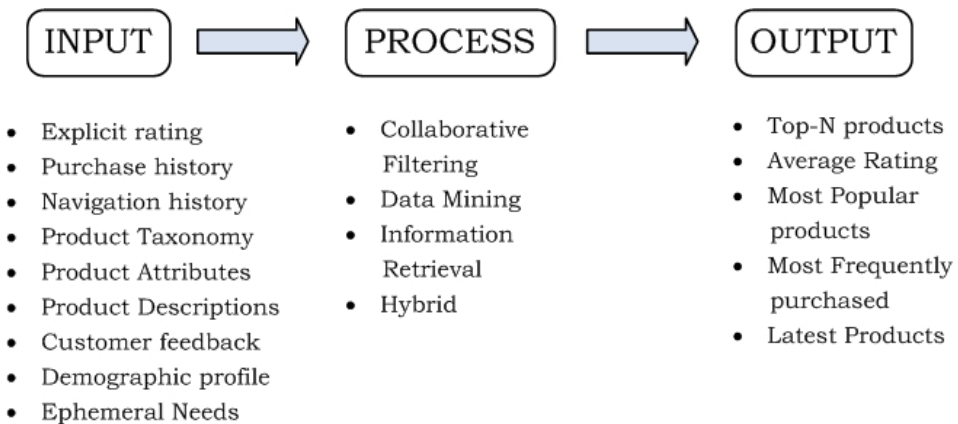 INPUT
PROCESS
OUTPUT
• Explicit rating
• Purchase history
• Navigation history
• Product Taxonomy
• Product Attributes
• Product Descriptions
• Customer feedback
• Demographic profile
• Ephemeral Needs
• Collaborative
Filtering
• Data Mining
• Information
Retrieval
• Hybrid
• Top-N products
• Average Rating
• Most Popular
products
• Most Frequently
purchased
• Latest Products